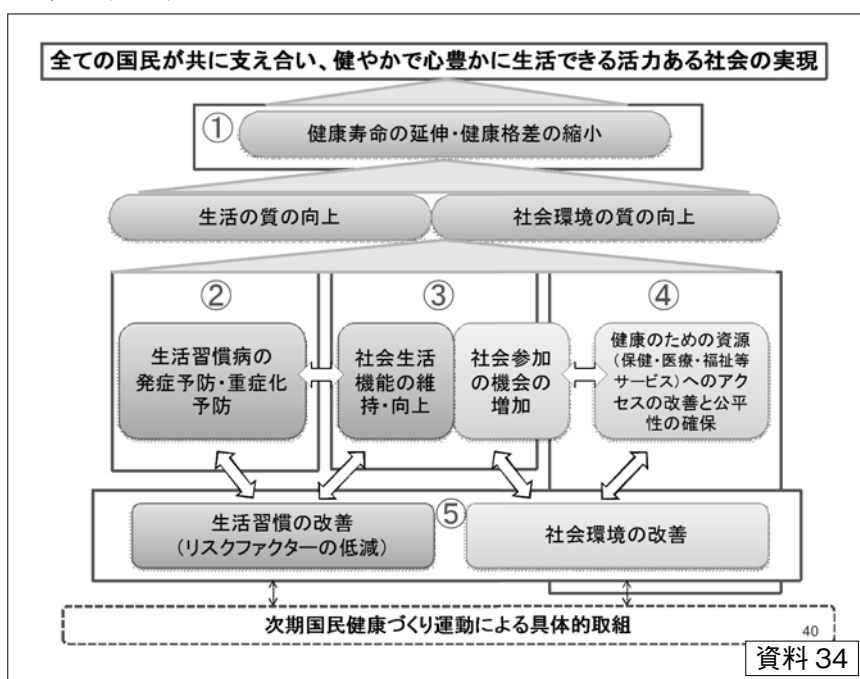 全ての国民が共に支え合い、健やかで心豊かに生活できる活力ある社会の実現
①
健康寿命の延伸・健康格差の縮小
生活の質の向上
社会環境の質の向上
②
③
④
生活習慣病の
発症予防・重症化
予防
社会生活
機能の維
持・向上
社会参加
の機会の
増加
健康のための資源
(保健・医療・福祉等
サービス)へのアク
セスの改善と公平
性の確保
⑤
生活習慣の改善
(リスクファクターの低減)
社会環境の改善
次期国民健康づくり運動による具体的取組
40
資料 34